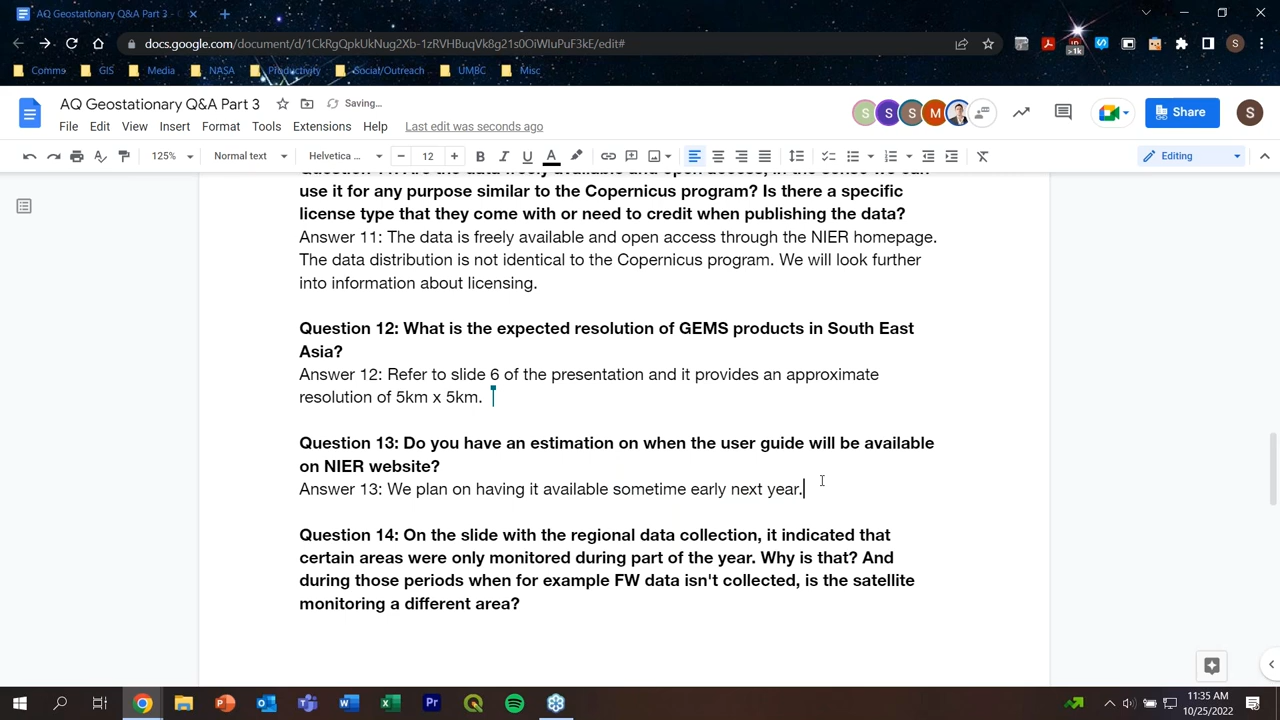 AQ Geostationary Q&A Part 3 -
docs.google.com/document/d/1CkRgQpkUkNug2Xb-1zRVHBuqVk8g21s0OiWIuPuF3kE/edit#
S
>1k
Comms GIS Media NASA Productivity Social/Outreach UMBC Misc
AQ Geostationary Q&A Part 3 Saving...
S S S M Share S
File Edit View Insert Format Tools Extensions Help Last edit was seconds ago
125% Normal text Helvetica ... 12 B I U A Editing
use it for any purpose similar to the Copernicus program? Is there a specific
license type that they come with or need to credit when publishing the data?
Answer 11: The data is freely available and open access through the NIER homepage.
The data distribution is not identical to the Copernicus program. We will look further
into information about licensing.
Question 12: What is the expected resolution of GEMS products in South East
Asia?
Answer 12: Refer to slide 6 of the presentation and it provides an approximate
resolution of 5km x 5km.
Question 13: Do you have an estimation on when the user guide will be available
on NIER website?
Answer 13: We plan on having it available sometime early next year.
Question 14: On the slide with the regional data collection, it indicated that
certain areas were only monitored during part of the year. Why is that? And
during those periods when for example FW data isn't collected, is the satellite
monitoring a different area?
11:35 AM
10/25/2022